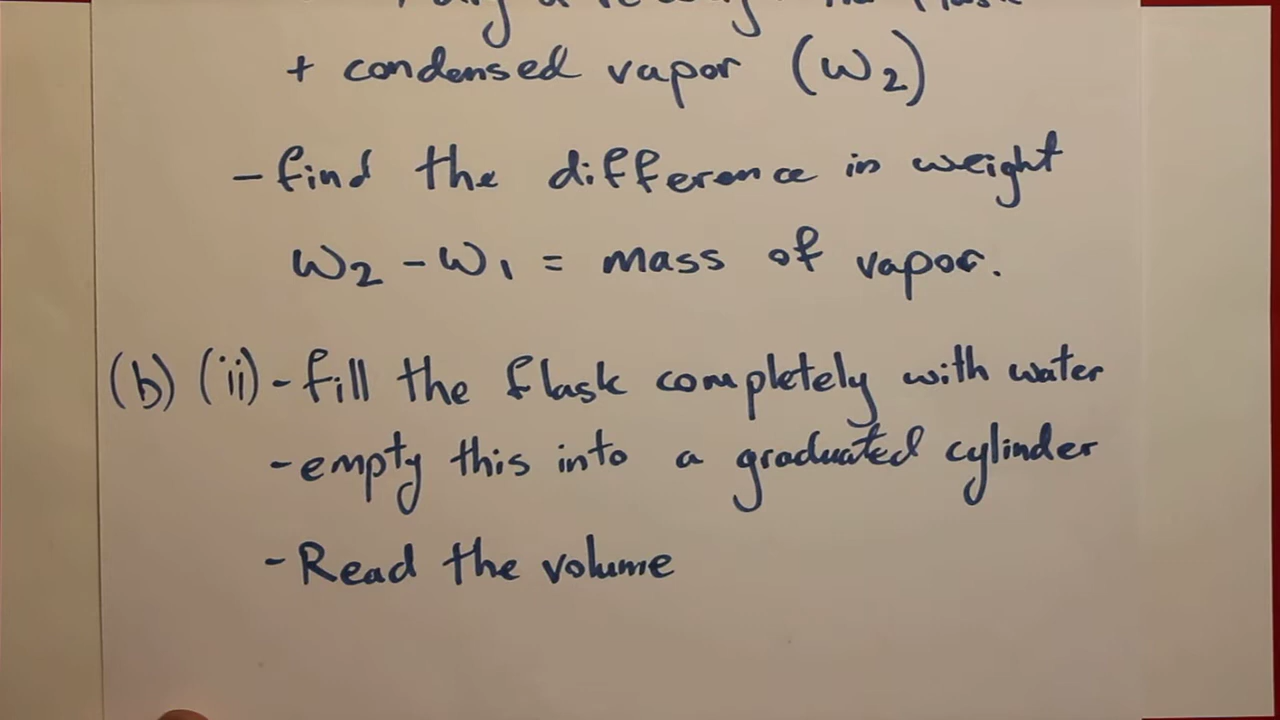 + condensed vapor (W2)
- find the difference in weight
W2 - W1 = mass of vapor.
(b) (ii) - fill the flask completely with water
- empty this into a graduated cylinder
- Read the volume